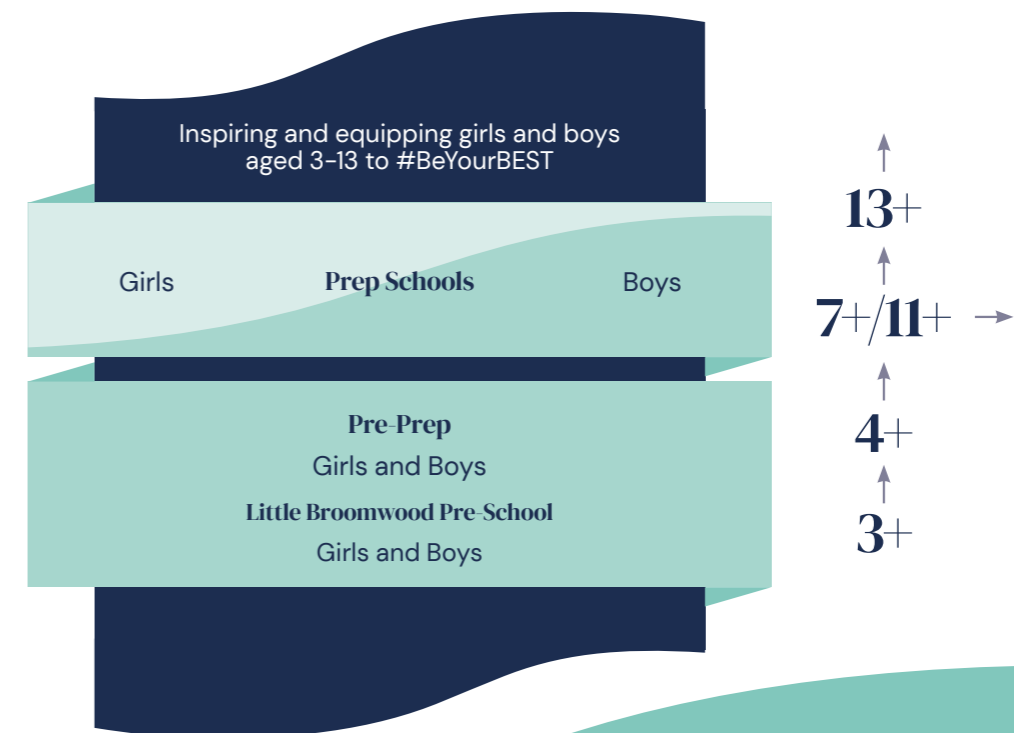 Inspiring and equipping girls and boys
aged 3-13 to #BeYourBEST
Girls
Prep Schools
Boys
Pre-Prep
Girls and Boys
Little Broomwood Pre-School
Girls and Boys
13+
7+/11+
4+
3+